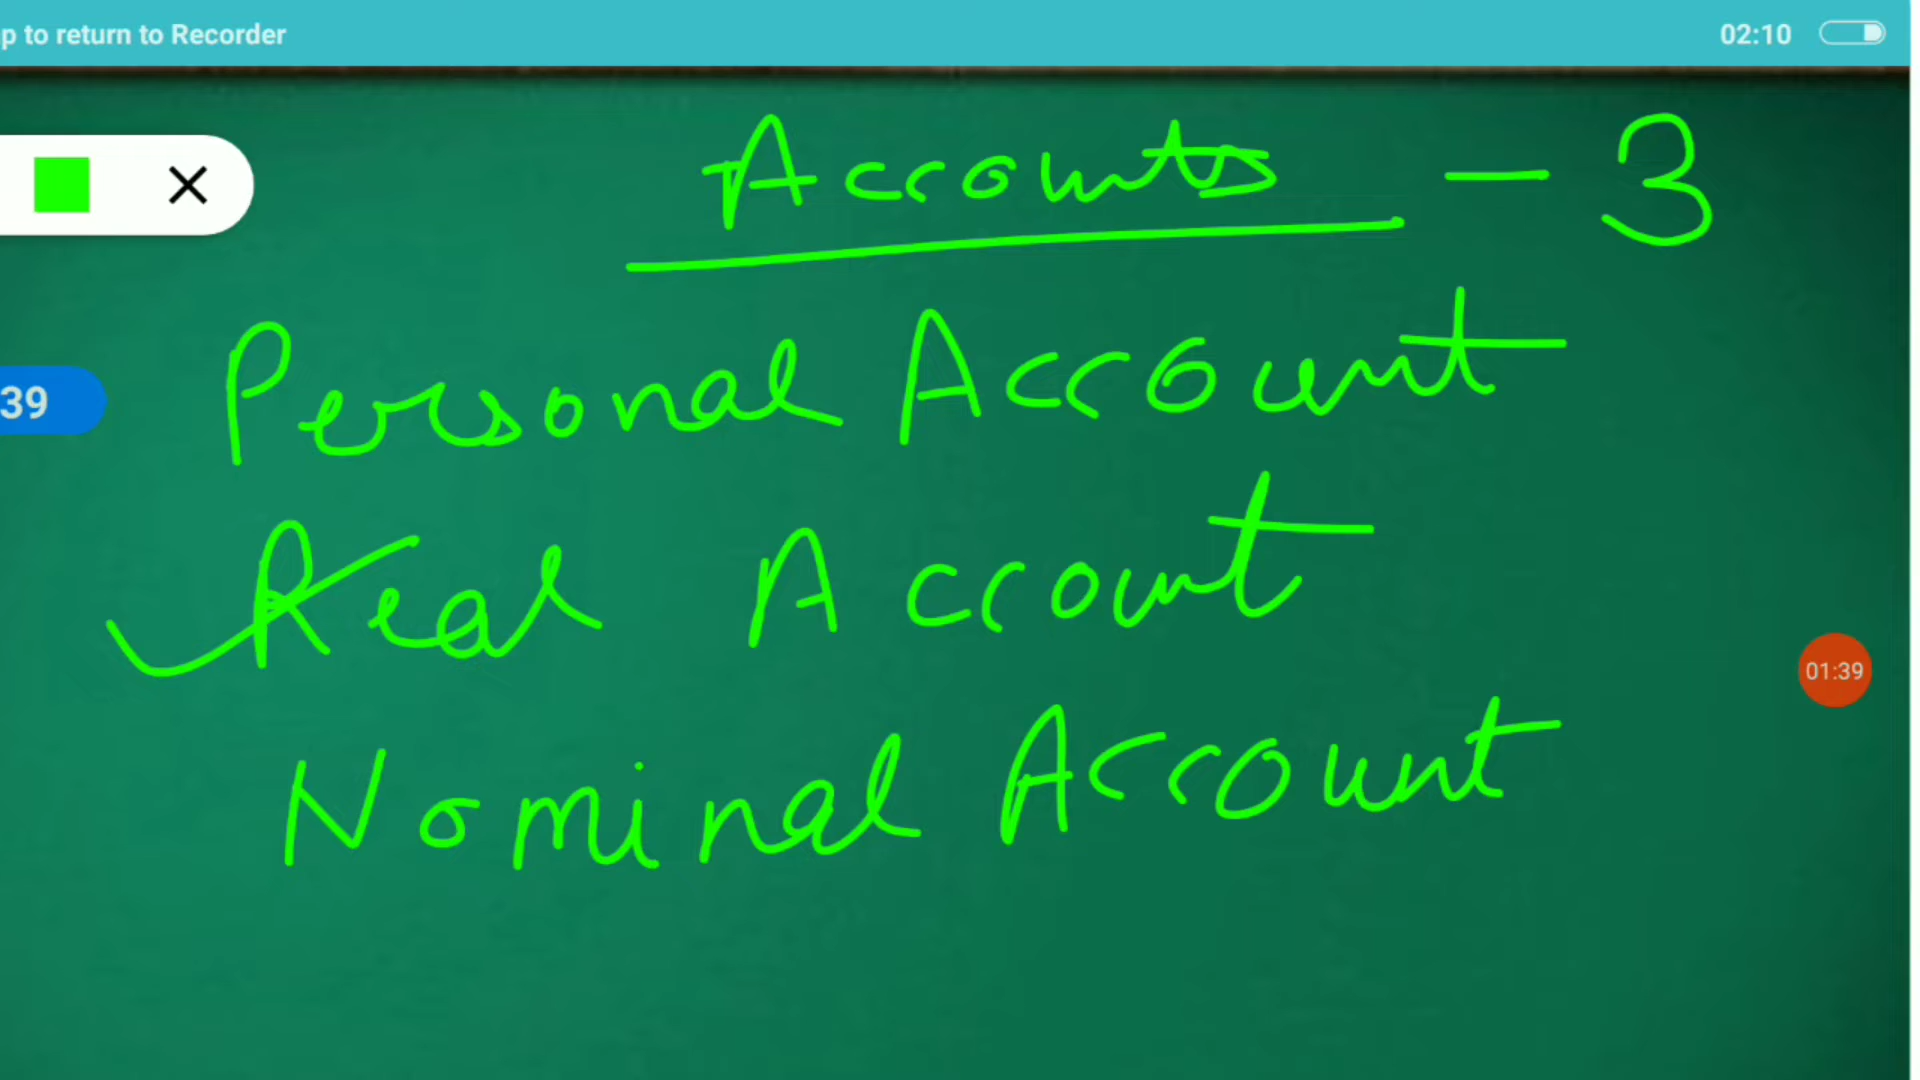 p to return to Recorder 02:10
Accounts - 3
Personal Account
39
Real Account
01:39
Nominal Account